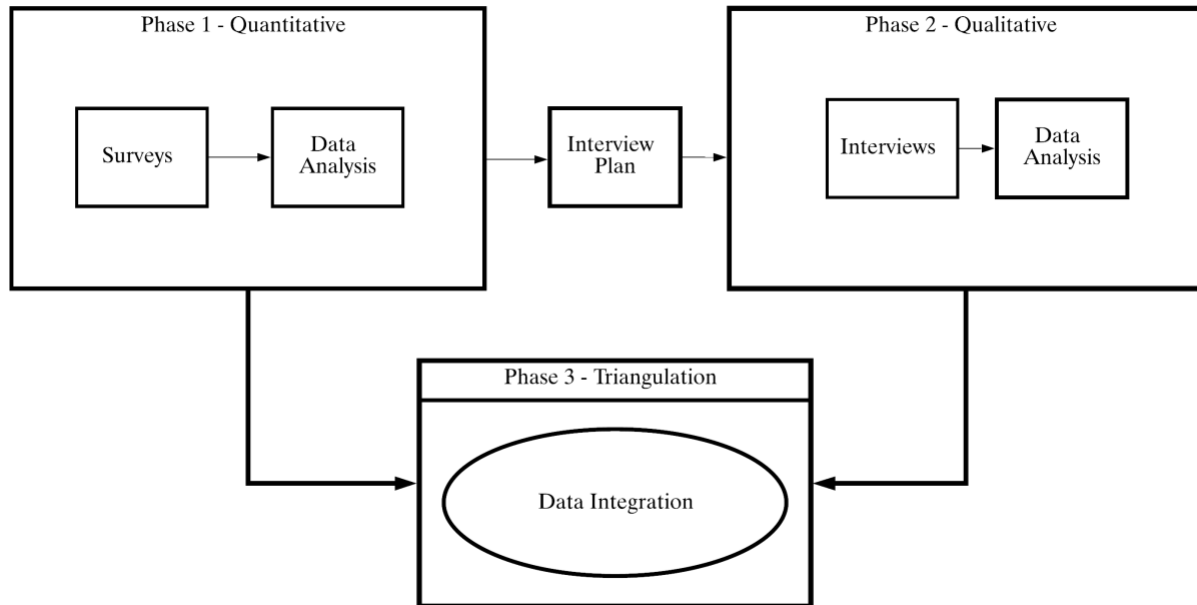 Phase 1 - Quantitative
Surveys
Data
Analysis
Interview
Plan
Phase 2 - Qualitative
Interviews
Data
Analysis
Phase 3 - Triangulation
Data Integration